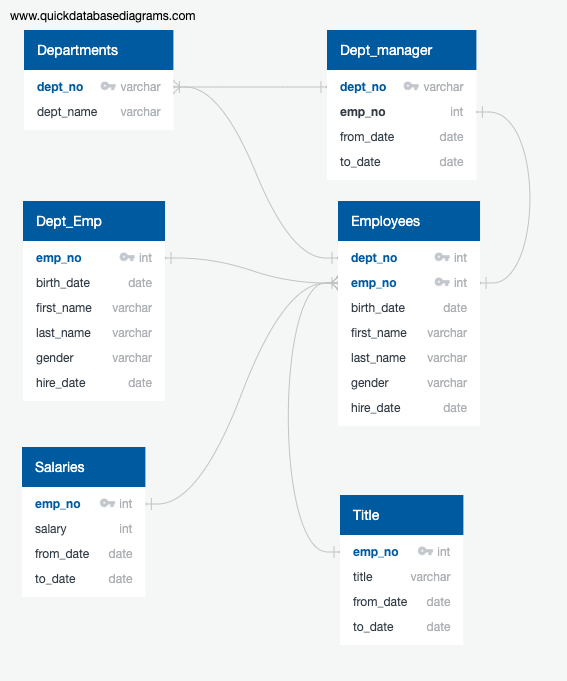 www.quickdatabasediagrams.com
Departments
dept_no varchar
dept_name varchar
Dept_manager
dept_no varchar
emp_no int
from_date date
to_date date
Dept_Emp
emp_no int
birth_date date
first_name varchar
last_name varchar
gender varchar
hire_date date
Employees
dept_no int
emp_no int
birth_date date
first_name varchar
last_name varchar
gender varchar
hire_date date
Salaries
emp_no int
salary int
from_date date
to_date date
Title
emp_no int
title varchar
from_date date
to_date date